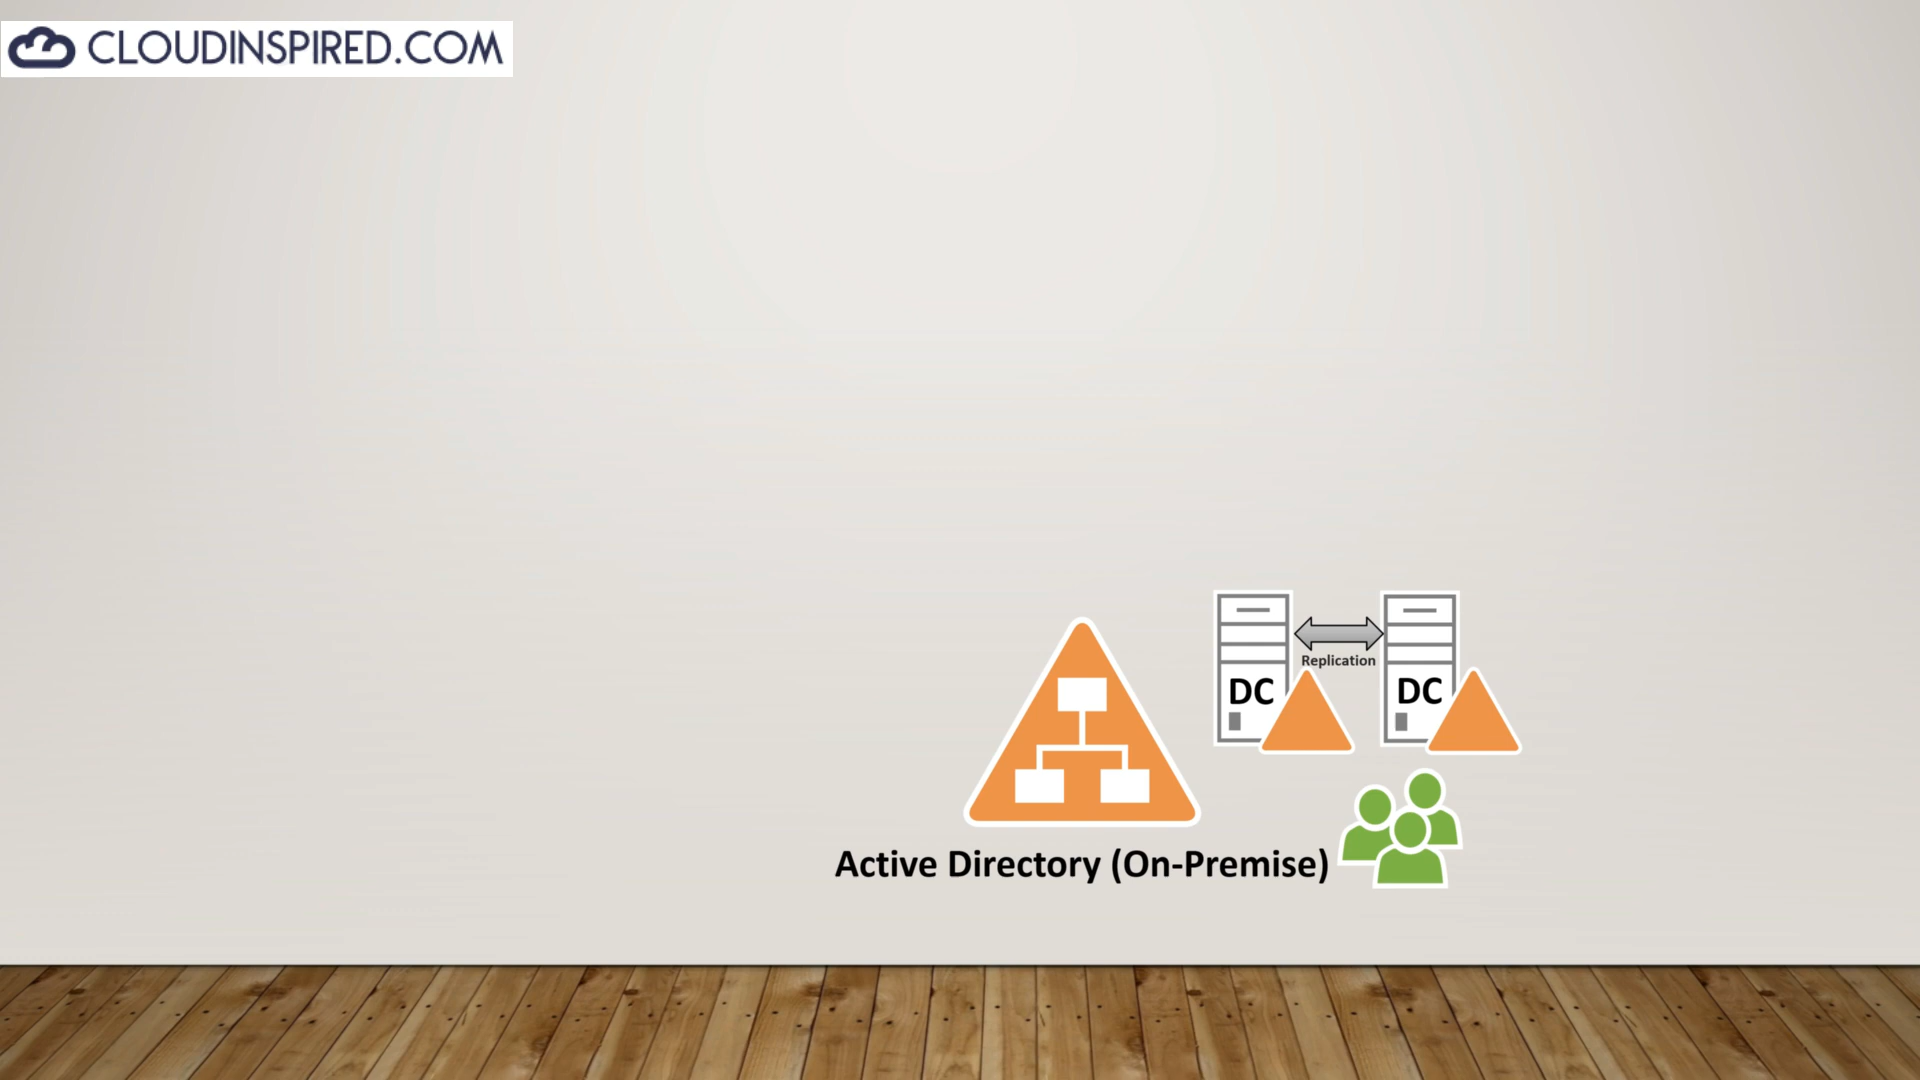 CLOUDINSPIRED.COM
Replication
DC
DC
Active Directory (On-Premise)